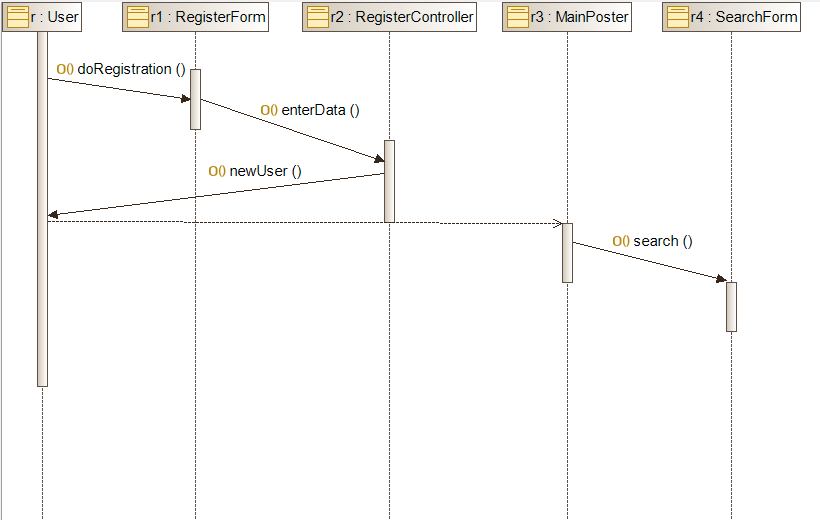 r : User
r1 : RegisterForm
r2 : RegisterController
r3 : MainPoster
r4 : SearchForm
O() doRegistration ()
O() enterData ()
O() newUser ()
O() search ()